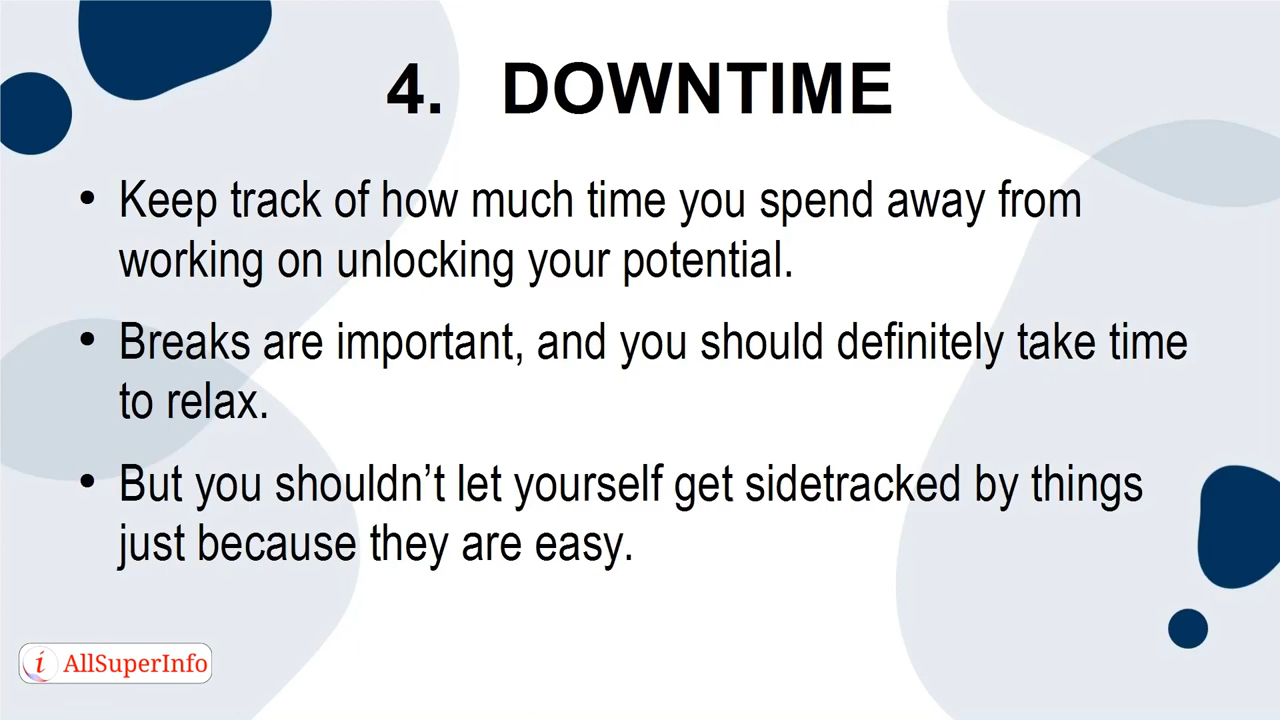 4. DOWNTIME
• Keep track of how much time you spend away from
working on unlocking your potential.
• Breaks are important, and you should definitely take time
to relax.
• But you shouldn’t let yourself get sidetracked by things
just because they are easy.
i AllSuperInfo